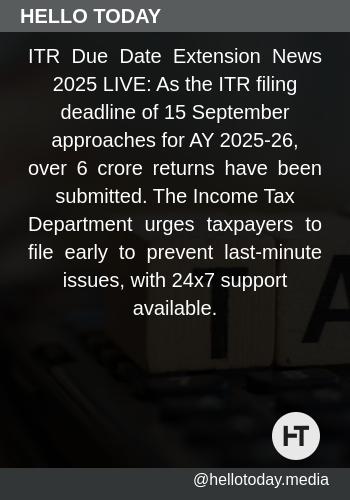 HELLO TODAY
ITR Due Date Extension News
2025 LIVE: As the ITR filing
deadline of 15 September
approaches for AY 2025-26,
over 6 crore returns have been
submitted. The Income Tax
Department urges taxpayers to
file early to prevent last-minute
issues, with 24x7 support
available.
T A
HT
@hellotoday.media